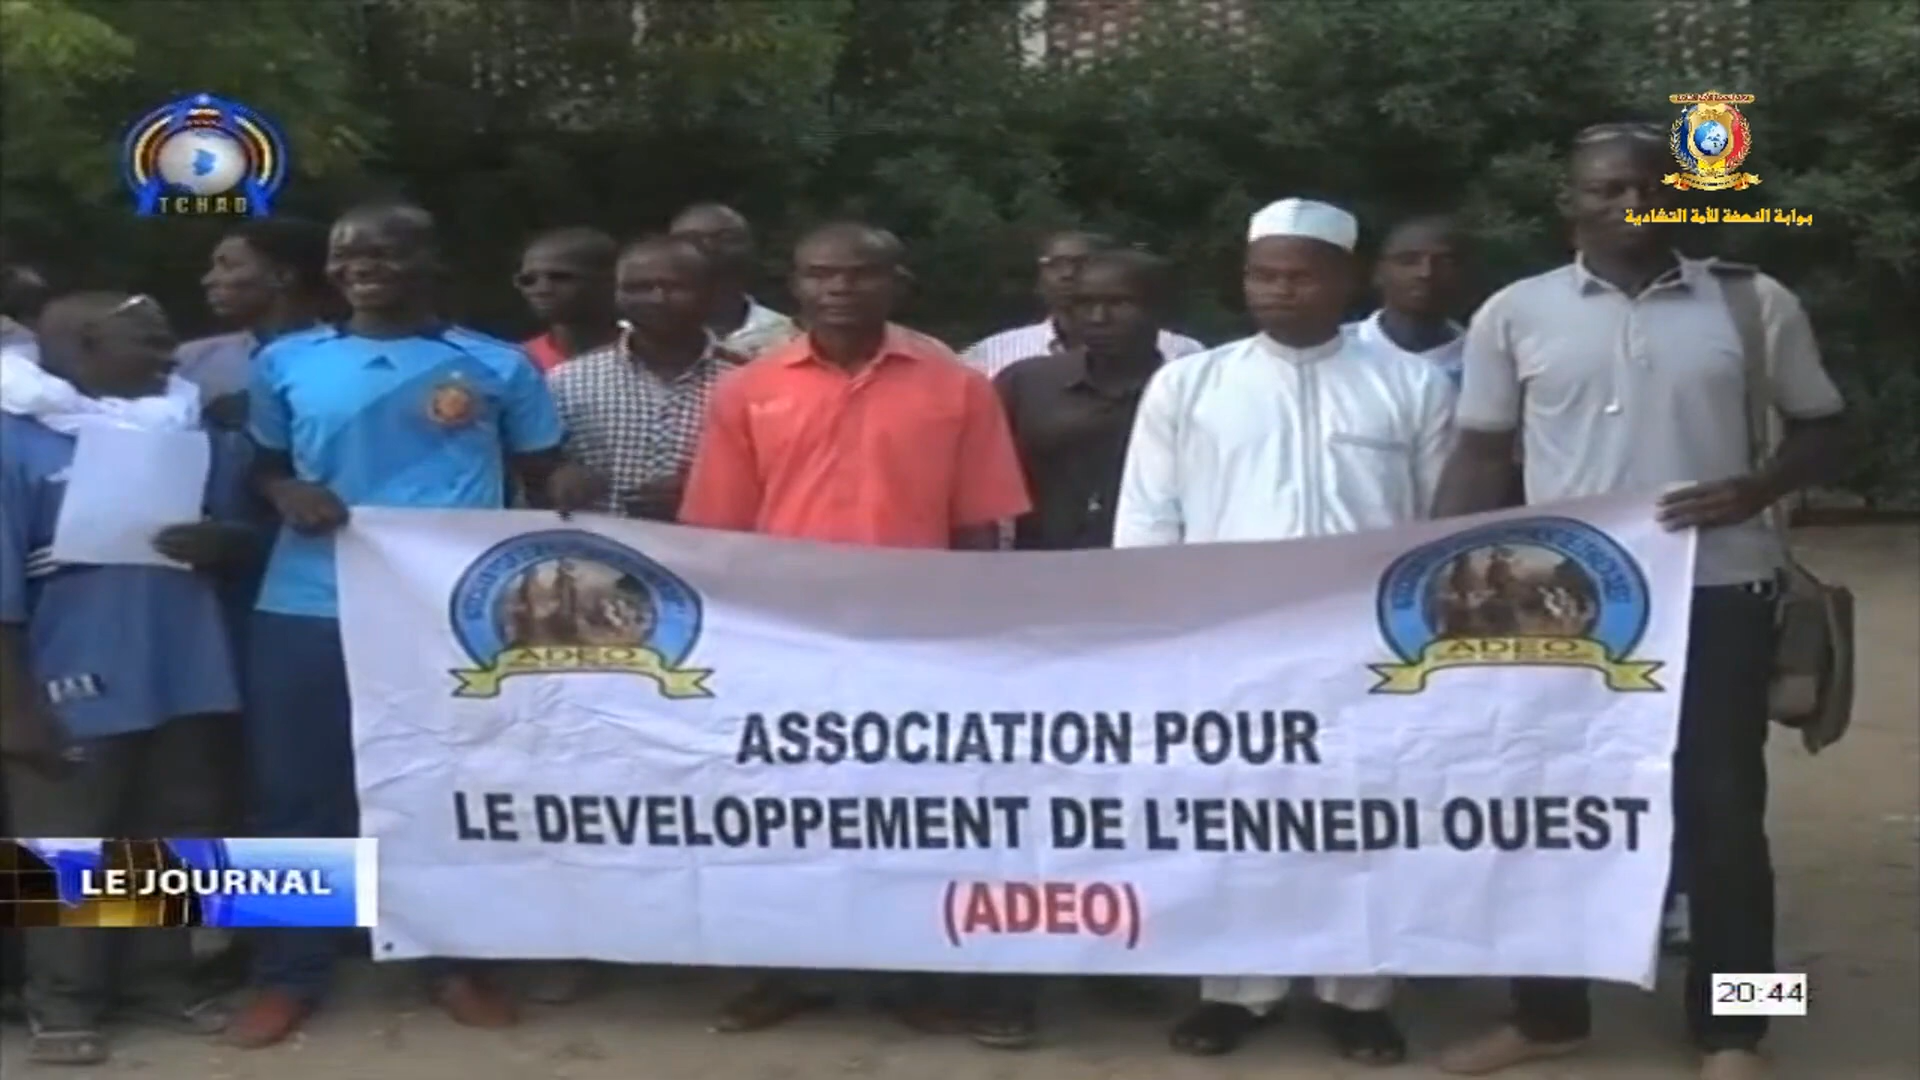 TCHAD
بوابة النهضة للأمة التشادية
ADEO
ADEO
ASSOCIATION POUR
LE DEVELOPPEMENT DE L'ENNEDI OUEST
(ADEO)
LE JOURNAL
20:44